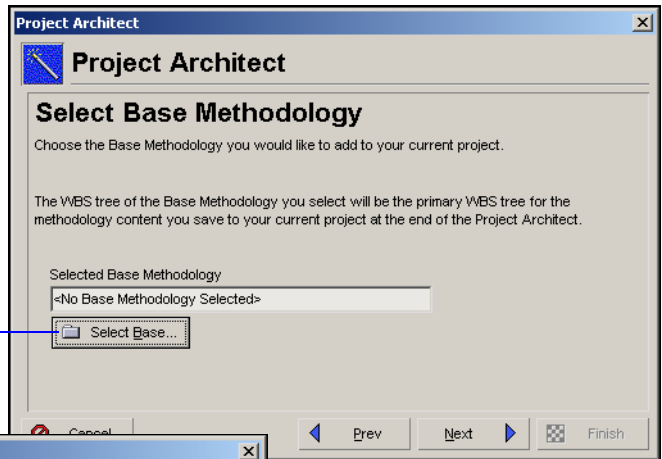 Project Architect
Project Architect
Select Base Methodology
Choose the Base Methodology you would like to add to your current project.
The WBS tree of the Base Methodology you select will be the primary WBS tree for the
methodology content you save to your current project at the end of the Project Architect.
Selected Base Methodology
<No Base Methodology Selected>
Select Base...
Cancel Prev Next Finish